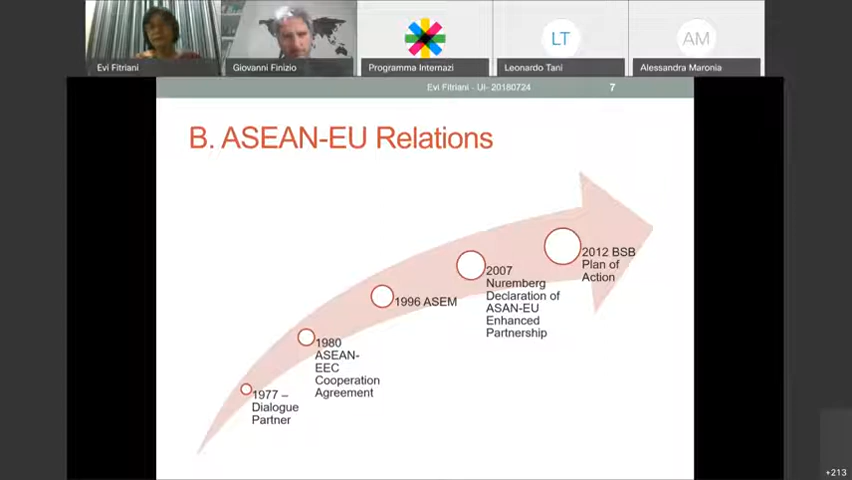 Evi Fitriani
Giovanni Finizio
Programma Internazi
LT
Leonardo Tani
AM
Alessandra Maronia
Evi Fitriani - UI- 20180724
7
B. ASEAN-EU Relations
1977 –
Dialogue
Partner
1980
ASEAN-
EEC
Cooperation
Agreement
1996 ASEM
2007
Nuremberg
Declaration of
ASAN-EU
Enhanced
Partnership
2012 BSB
Plan of
Action
+213